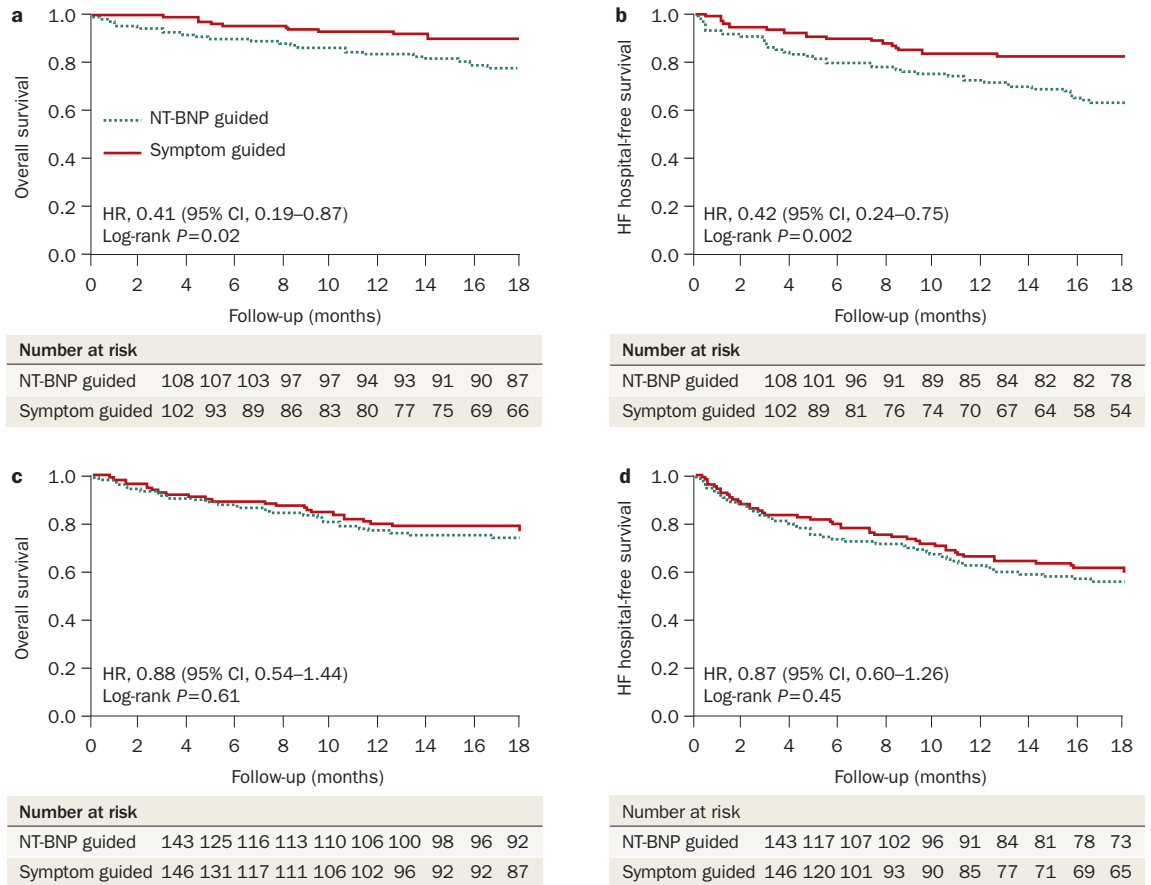 a
Overall survival
1.0
0.8
0.6
0.4
0.2
0.0
NT-BNP guided
Symptom guided
HR, 0.41 (95% CI, 0.19–0.87)
Log-rank P=0.02
0 2 4 6 8 10 12 14 16 18
Follow-up (months)
Number at risk
NT-BNP guided 108 107 103 97 97 94 93 91 90 87
Symptom guided 102 93 89 86 83 80 77 75 69 66
b
HF hospital-free survival
1.0
0.8
0.6
0.4
0.2
0.0
HR, 0.42 (95% CI, 0.24–0.75)
Log-rank P=0.002
0 2 4 6 8 10 12 14 16 18
Follow-up (months)
Number at risk
NT-BNP guided 108 101 96 91 89 85 84 82 82 78
Symptom guided 102 89 81 76 74 70 67 64 58 54
c
Overall survival
1.0
0.8
0.6
0.4
0.2
0.0
HR, 0.88 (95% CI, 0.54–1.44)
Log-rank P=0.61
0 2 4 6 8 10 12 14 16 18
Follow-up (months)
Number at risk
NT-BNP guided 143 125 116 113 110 106 100 98 96 92
Symptom guided 146 131 117 111 106 102 96 92 92 87
d
HF hospital-free survival
1.0
0.8
0.6
0.4
0.2
0.0
HR, 0.87 (95% CI, 0.60–1.26)
Log-rank P=0.45
0 2 4 6 8 10 12 14 16 18
Follow-up (months)
Number at risk
NT-BNP guided 143 117 107 102 96 91 84 81 78 73
Symptom guided 146 120 101 93 90 85 77 71 69 65